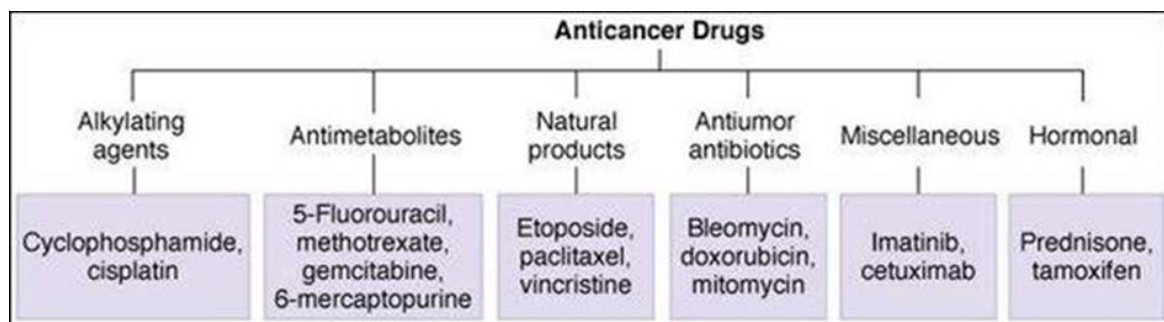 Anticancer Drugs
Alkylating
agents
Antimetabolites
Natural
products
Antiumor
antibiotics
Miscellaneous
Hormonal
Cyclophosphamide,
cisplatin
5-Fluorouracil,
methotrexate,
gemcitabine,
6-mercaptopurine
Etoposide,
paclitaxel,
vincristine
Bleomycin,
doxorubicin,
mitomycin
Imatinib,
cetuximab
Prednisone,
tamoxifen